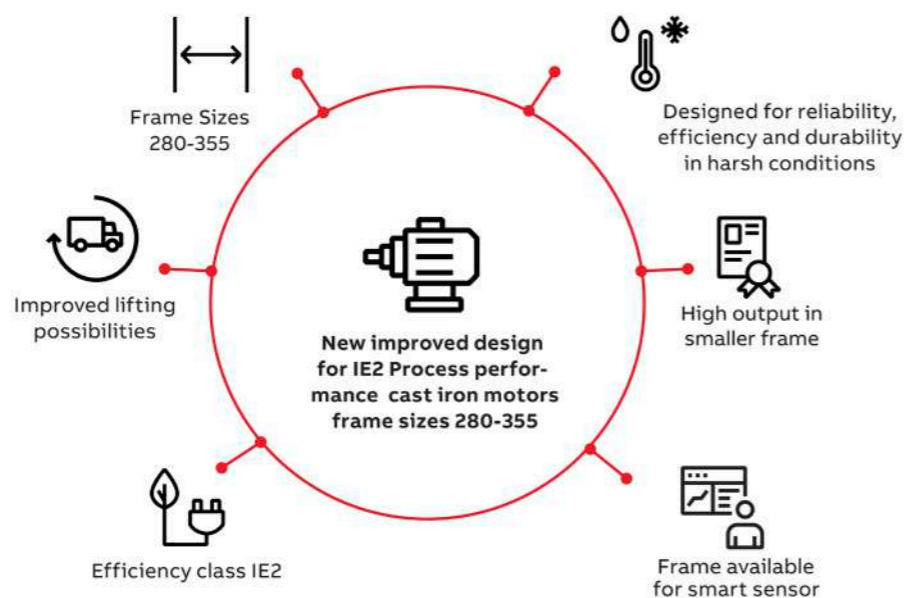 Frame Sizes
280-355
Designed for reliability,
efficiency and durability
in harsh conditions
Improved lifting
possibilities
High output in
smaller frame
New improved design
for IE2 Process perfor-
mance cast iron motors
frame sizes 280-355
Efficiency class IE2
Frame available
for smart sensor